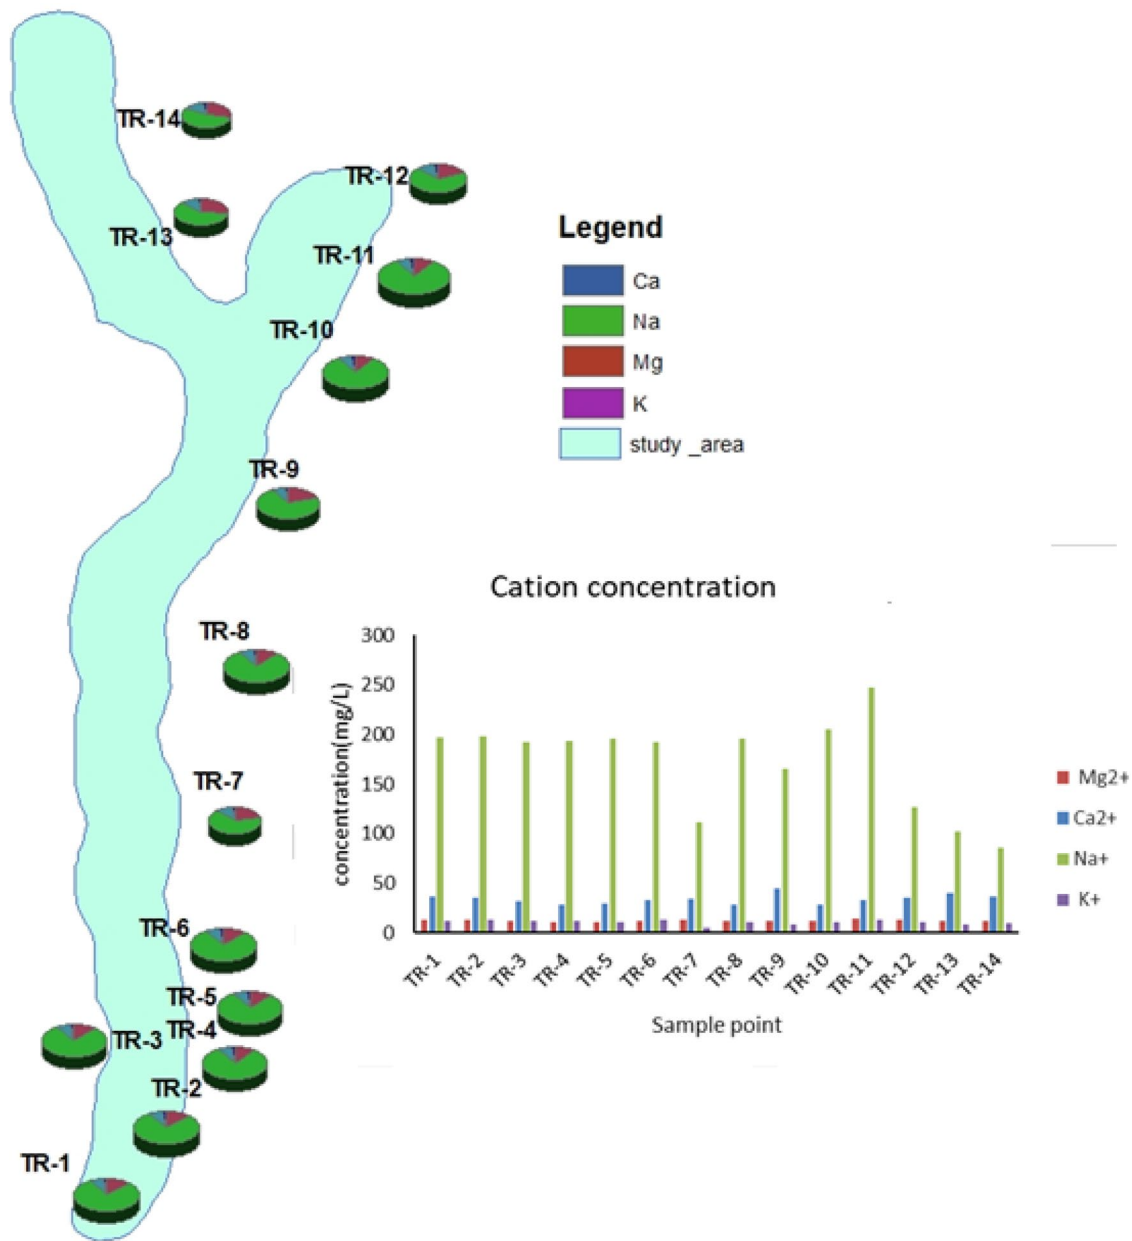 TR-14
TR-12
TR-13
TR-11
TR-10
TR-9
TR-8
TR-7
TR-6
TR-5
TR-4
TR-3
TR-2
TR-1
Legend
Ca
Na
Mg
K
study _area
Cation concentration
300
250
200
150
100
50
0
concentration(mg/L)
TR-1 TR-2 TR-3 TR-4 TR-5 TR-6 TR-7 TR-8 TR-9 TR-10 TR-11 TR-12 TR-13 TR-14
Sample point
Mg2+
Ca2+
Na+
K+